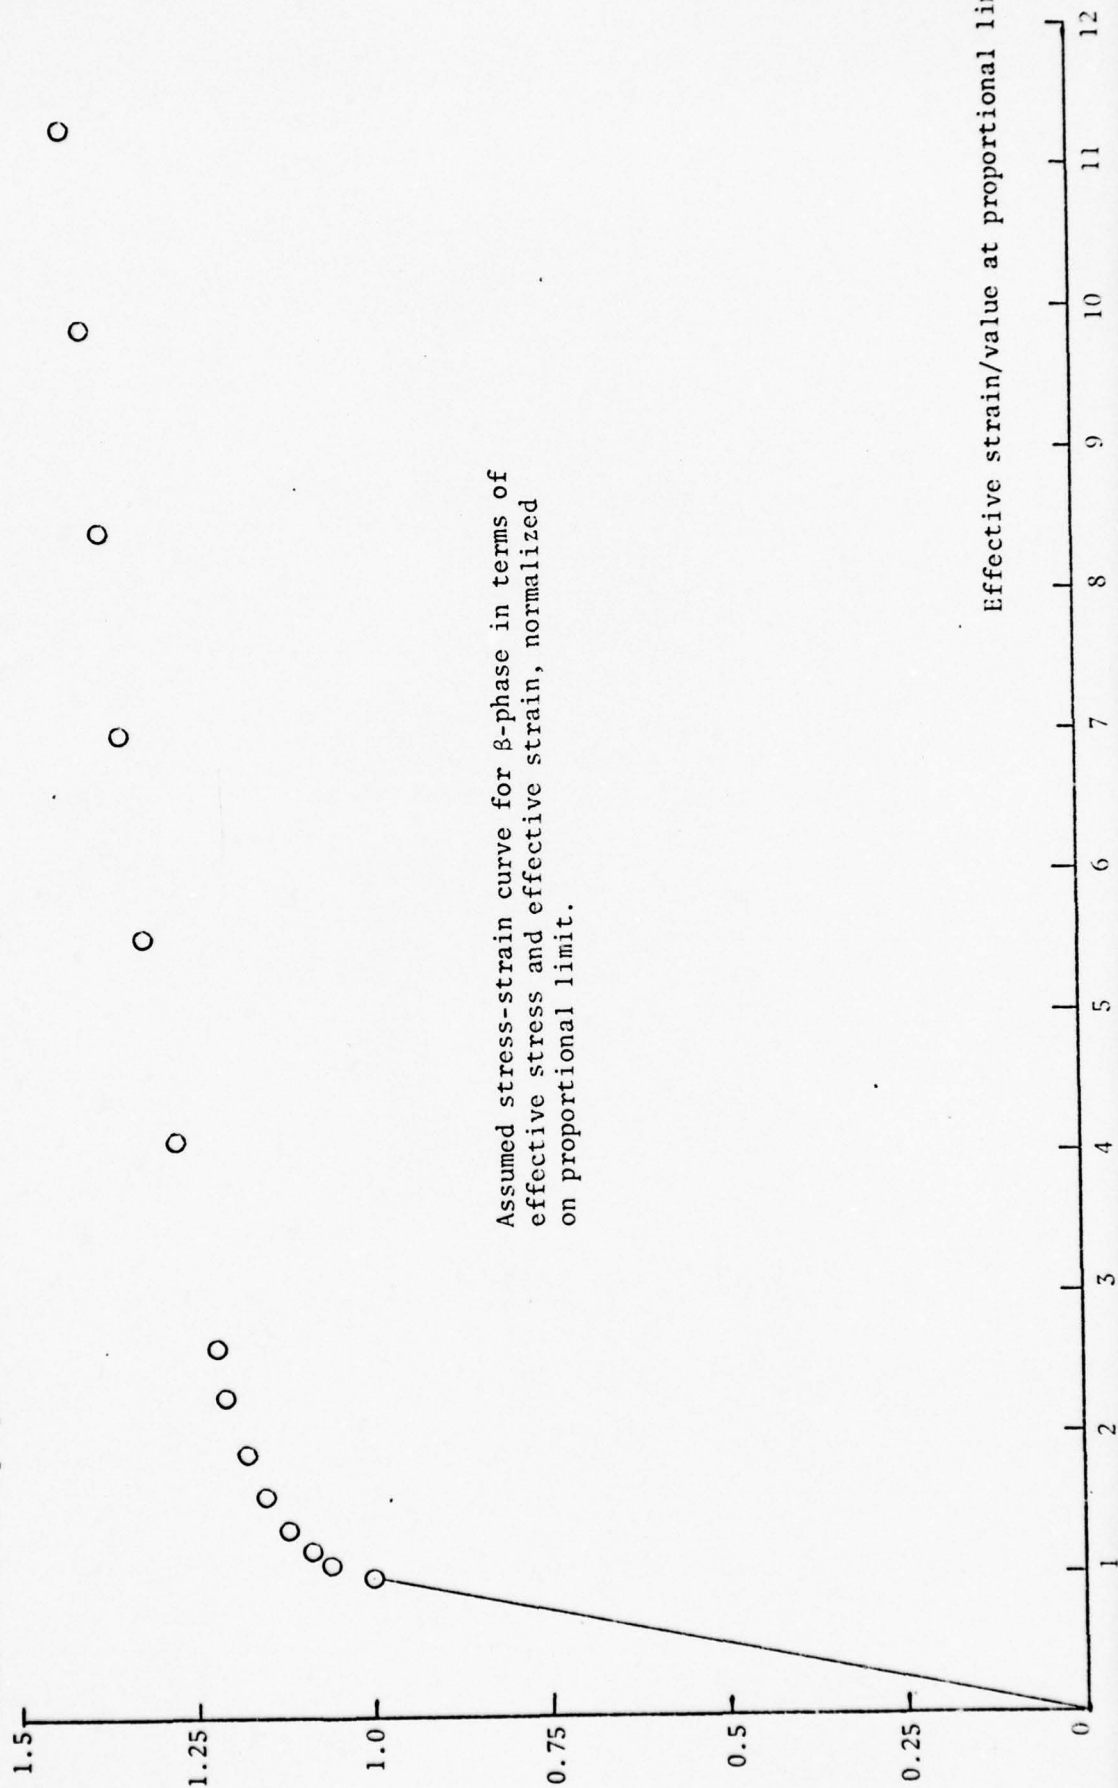 1.5
1.25
1.0
0.75
0.5
0.25
0
Assumed stress-strain curve for β-phase in terms of
effective stress and effective strain, normalized
on proportional limit.
Effective strain/value at proportional
1 2 3 4 5 6 7 8 9 10 11 12